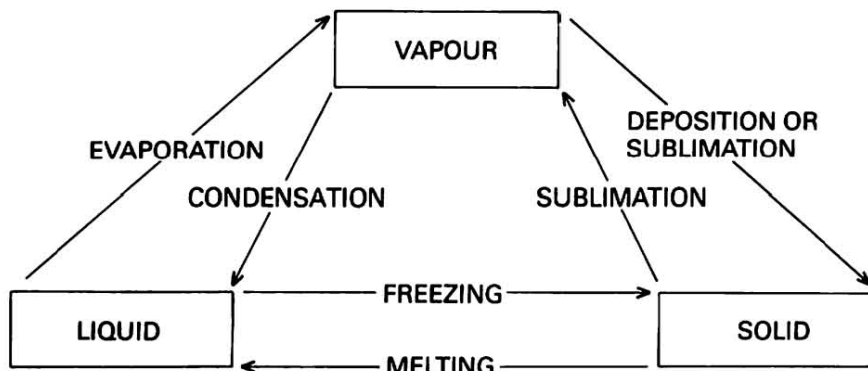 VAPOUR
EVAPORATION
DEPOSITION OR
SUBLIMATION
CONDENSATION
SUBLIMATION
FREEZING
LIQUID
SOLID
MELTING